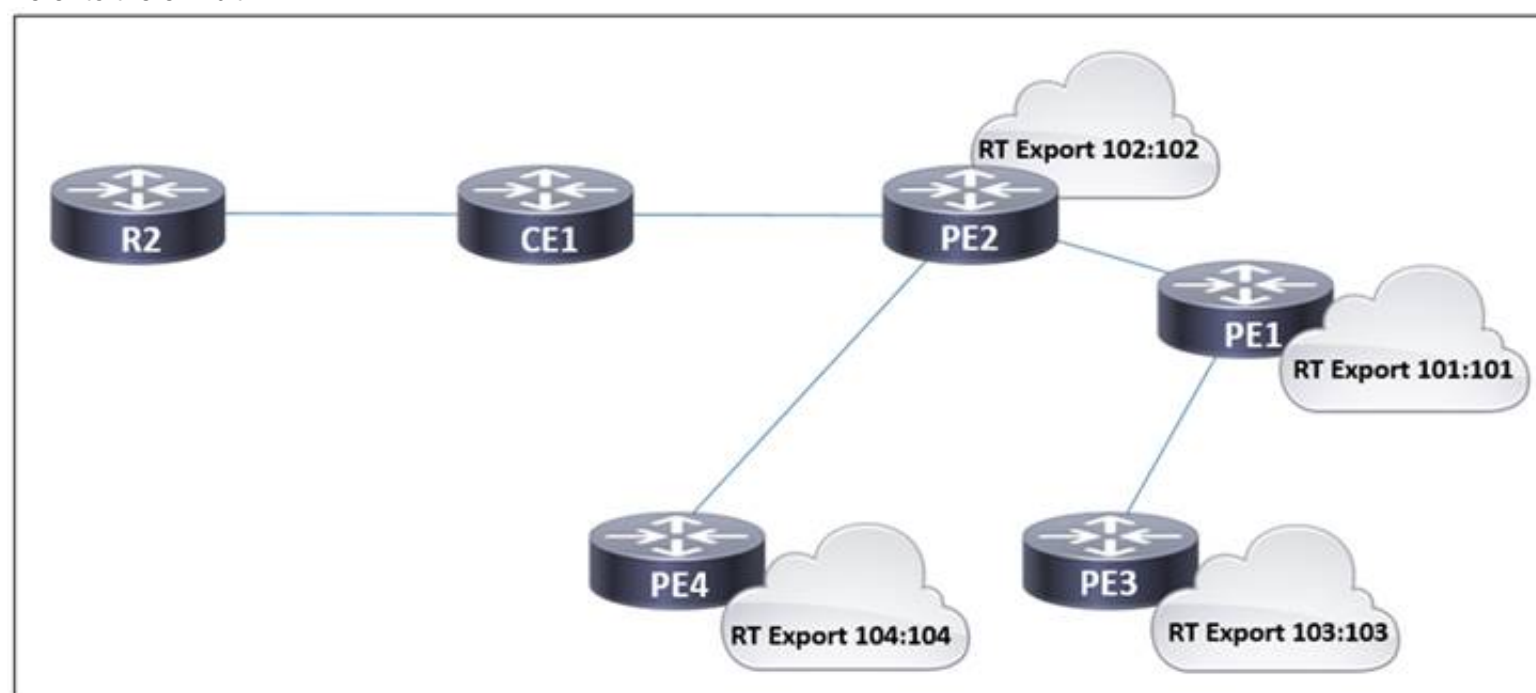 RT Export 102:102
R2
CE1
PE2
PE1
RT Export 101:101
PE4
RT Export 104:104
PE3
RT Export 103:103